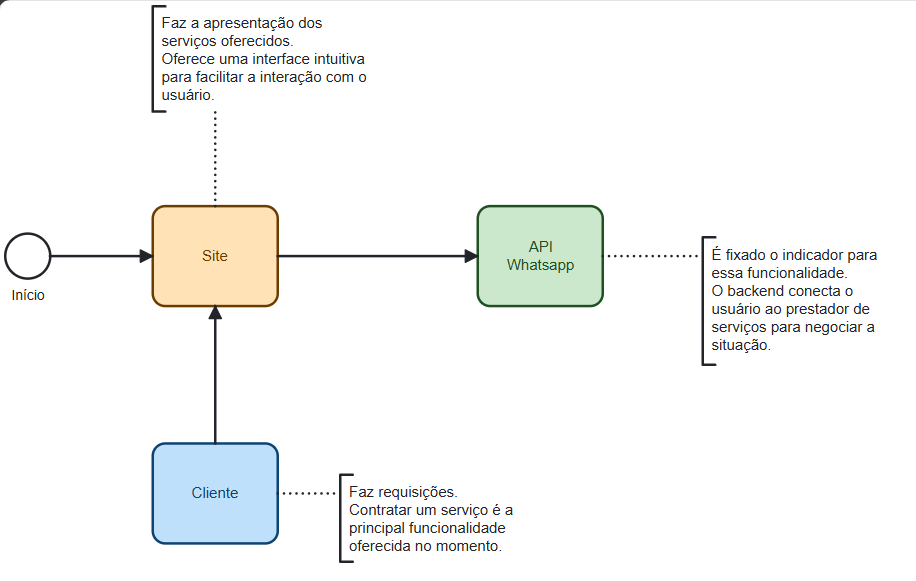 Faz a apresentação dos
serviços oferecidos.
Oferece uma interface intuitiva
para facilitar a interação com o
usuário.
Início
Site
API
Whatsapp
É fixado o indicador para
essa funcionalidade.
O backend conecta o
usuário ao prestador de
serviços para negociar a
situação.
Cliente
Faz requisições.
Contratar um serviço é a
principal funcionalidade
oferecida no momento.